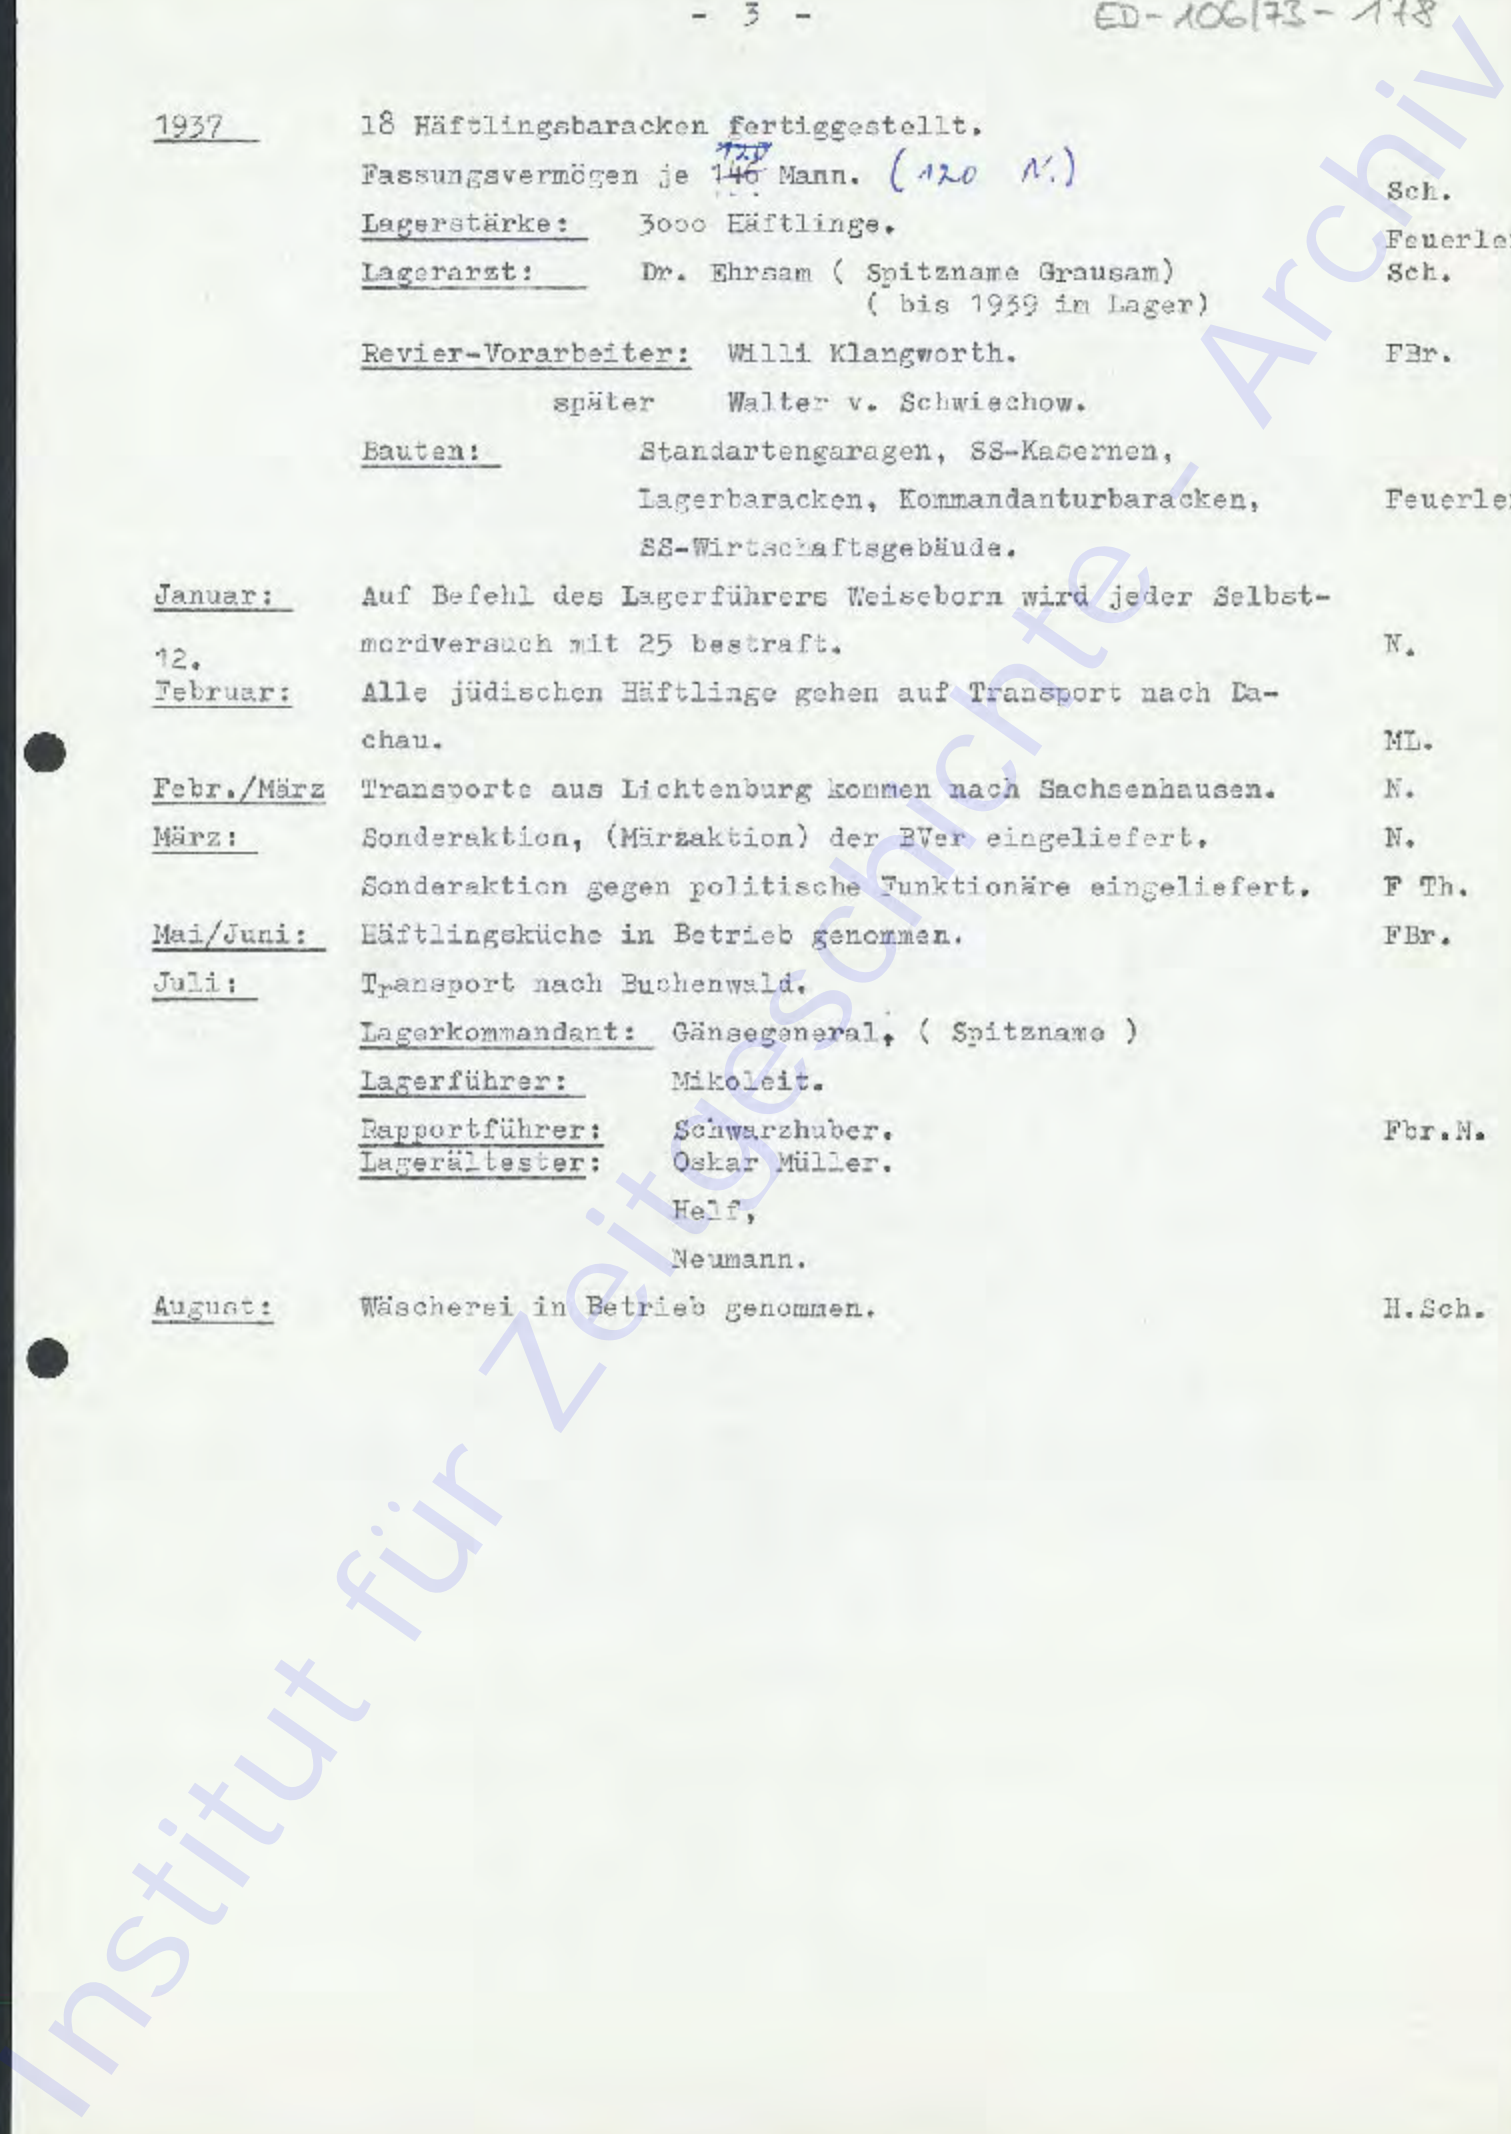 - 3 -
ED-106/73-178
1937 18 Häftlingsbaracken fertiggestellt.
Fassungsvermögen je 146 Mann. (120 N.)
Sch.
Lagerstärke: 3ooo Häftlinge.
Feuerle
Lagerarzt: Dr. Ehrsam ( Spitzname Grausam) Sch.
( bis 1939 im Lager)
Revier-Vorarbeiter: Willi Klangworth. FBr.
später Walter v. Schwiechow.
Bauten: Standartengaragen, SS-Kasernen,
Lagerbaracken, Kommandanturbaracken, Feuerle
SS-Wirtschaftsgebäude.
Januar: Auf Befehl des Lagerführers Weiseborn wird jeder Selbst-
mordversuch mit 25 bestraft. N.
12.
Februar: Alle jüdischen Häftlinge gehen auf Transport nach Da-
chau. ML.
Febr./März Transporte aus Lichtenburg kommen nach Sachsenhausen. N.
März: Sonderaktion, (Märzaktion) der BVer eingeliefert. N.
Sonderaktion gegen politische Funktionäre eingeliefert. F Th.
Mai/Juni: Häftlingsküche in Betrieb genommen. FBr.
Juli: Transport nach Buchenwald.
Lagerkommandant: Gänsegeneral, ( Spitzname )
Lagerführer: Mikoleit.
Rapportführer: Schwarzhuber. Fbr.N.
Lagerältester: Oskar Müller.
Helf,
Neumann.
August: Wäscherei in Betrieb genommen. H.Sch.
Institut für Zeitgeschichte - Archiv